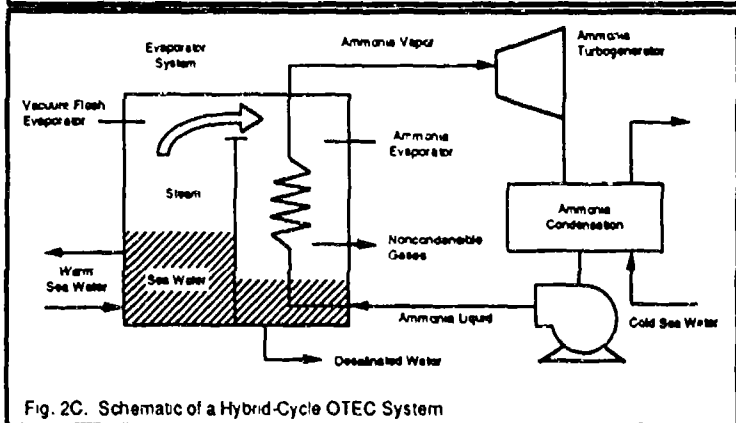 Evaporator
System
Ammonia Vapor
Ammonia
Turbogenerator
Vacuum Flash
Evaporator
Ammonia
Evaporator
Steam
Ammonia
Condensation
Noncondensible
Gases
Warm
Sea Water
Sea Water
Ammonia Liquid
Cold Sea Water
Desalinated Water
Fig. 2C. Schematic of a Hybrid-Cycle OTEC System